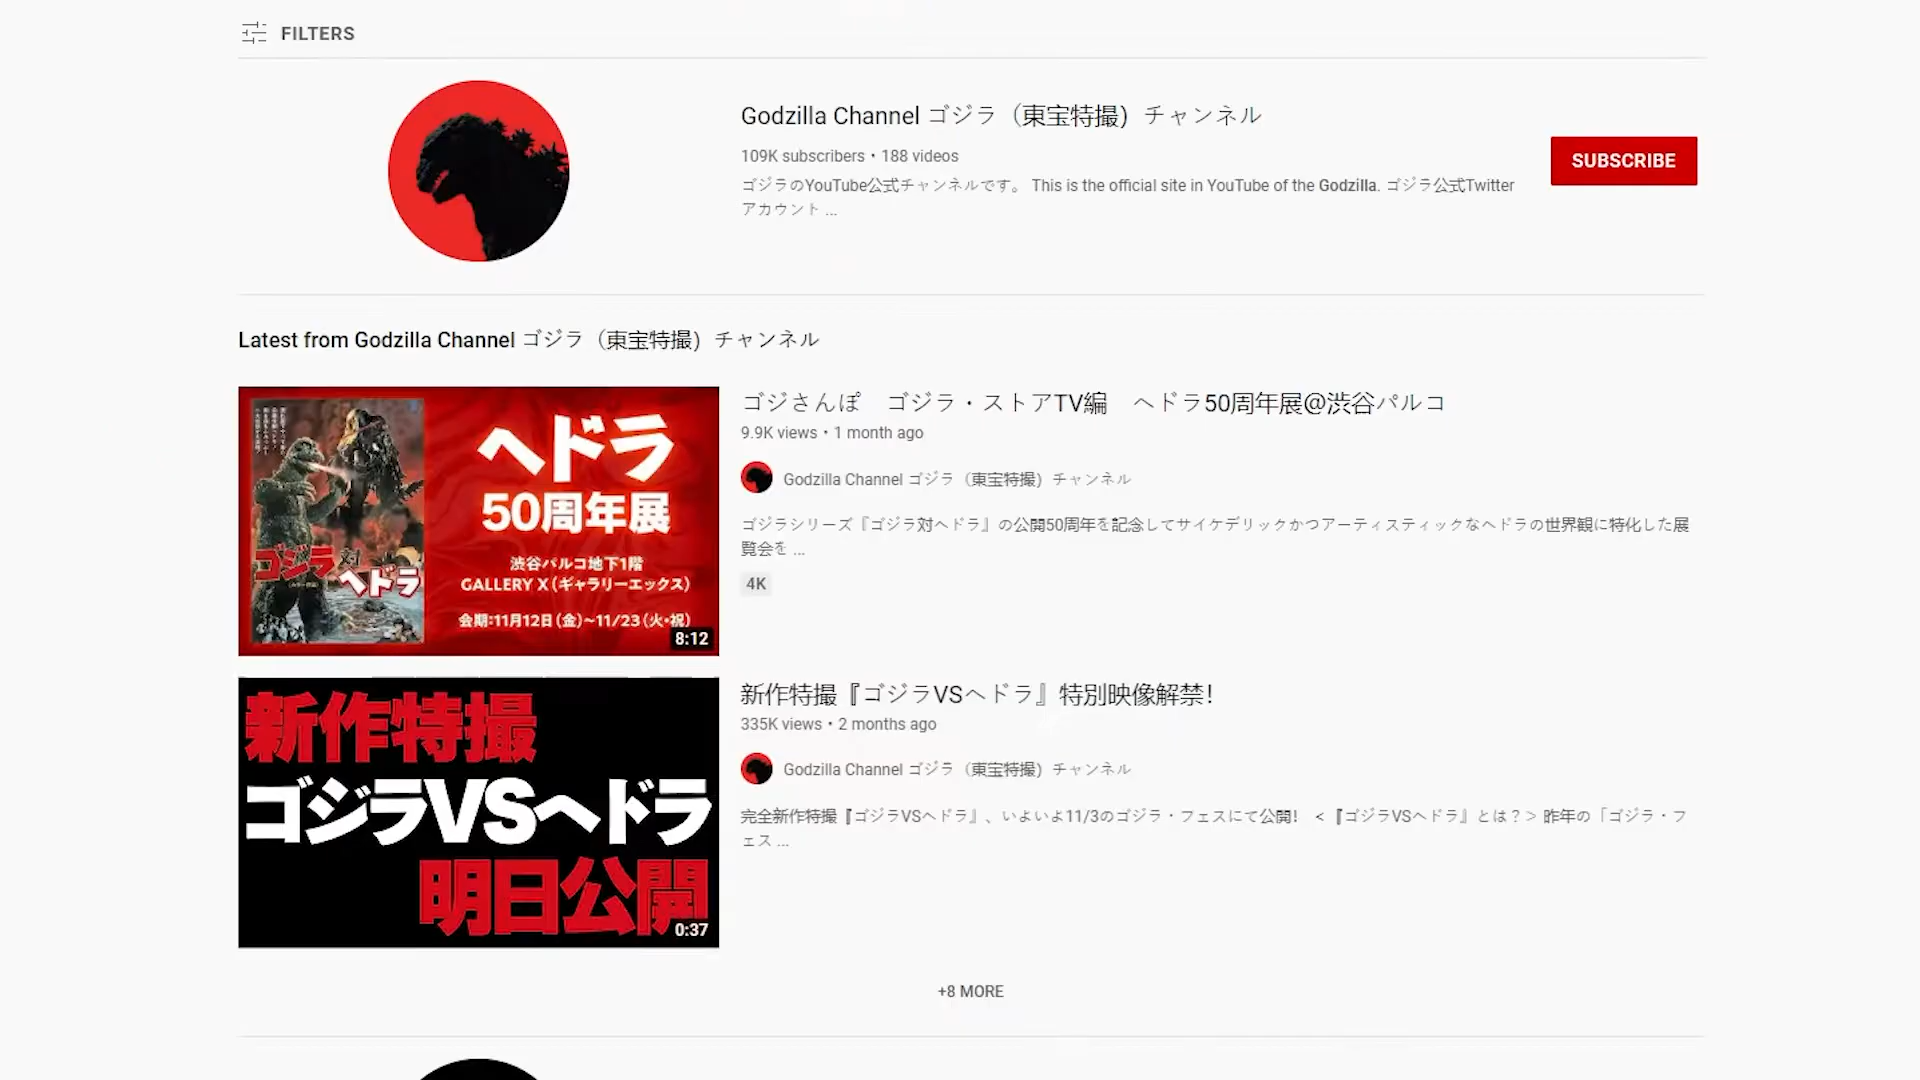 FILTERS
Godzilla Channel ゴジラ（東宝特撮）チャンネル
109K subscribers • 188 videos
ゴジラのYouTube公式チャンネルです。 This is the official site in YouTube of the Godzilla. ゴジラ公式Twitter
アカウント ...
SUBSCRIBE
Latest from Godzilla Channel ゴジラ（東宝特撮）チャンネル
ヘドラ
50周年展
渋谷パルコ地下1階
GALLERY X（ギャラリーエックス）
会期:11月12日（金）~11/23（火・祝）
ゴジラ対
ヘドラ
8:12
ゴジさんぽ　ゴジラ・ストアTV編　ヘドラ50周年展@渋谷パルコ
9.9K views • 1 month ago
Godzilla Channel ゴジラ（東宝特撮）チャンネル
ゴジラシリーズ『ゴジラ対ヘドラ』の公開50周年を記念してサイケデリックかつアーティスティックなヘドラの世界観に特化した展
覧会を ...
4K
新作特撮
ゴジラVSヘドラ
明日公開
0:37
新作特撮『ゴジラVSヘドラ』特別映像解禁！
335K views • 2 months ago
Godzilla Channel ゴジラ（東宝特撮）チャンネル
完全新作特撮『ゴジラVSヘドラ』、いよいよ11/3のゴジラ・フェスにて公開！ ＜『ゴジラVSヘドラ』とは？＞ 昨年の「ゴジラ・フ
ェス ...
+8 MORE